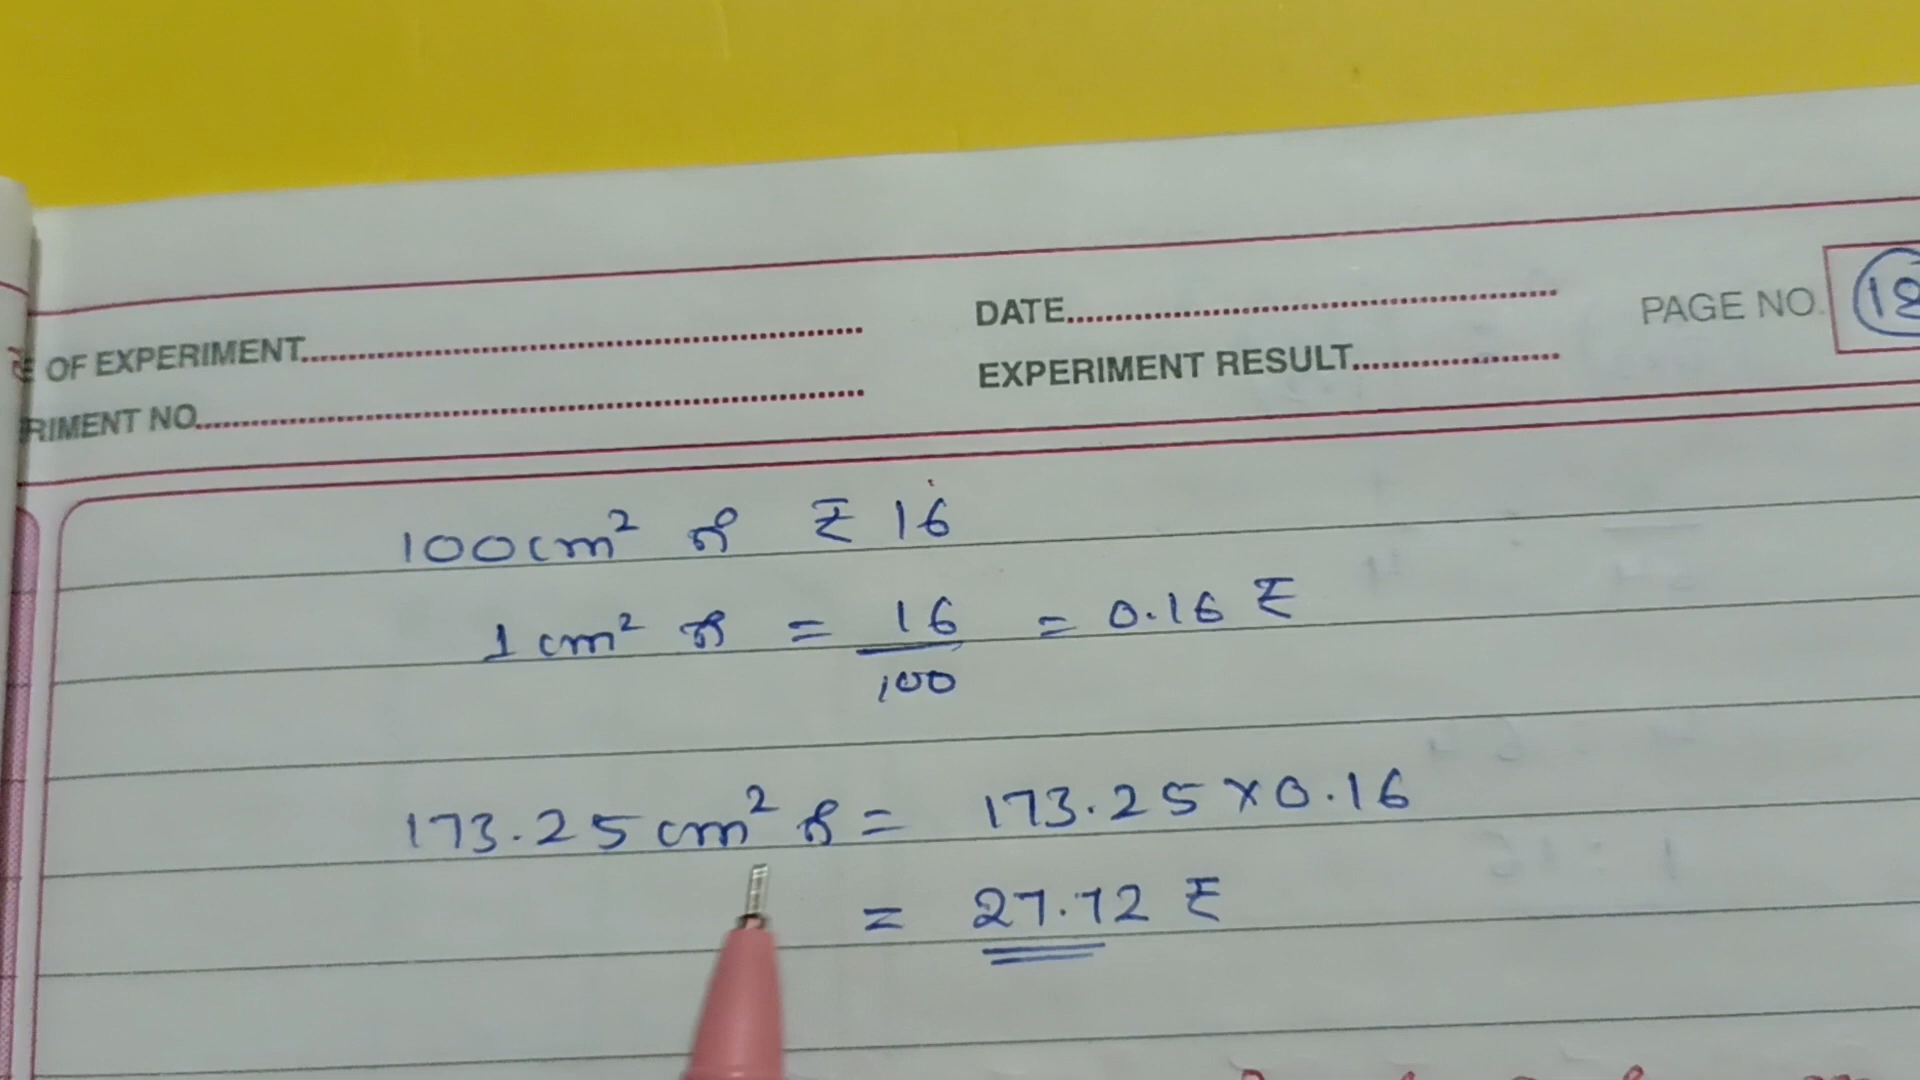 OF EXPERIMENT
DATE
PAGE NO.
RIMENT NO.
EXPERIMENT RESULT
100cm² ₹ 16
1 cm² = 16/100 = 0.16 ₹
173.25 cm² = 173.25 × 0.16
= 27.72 ₹